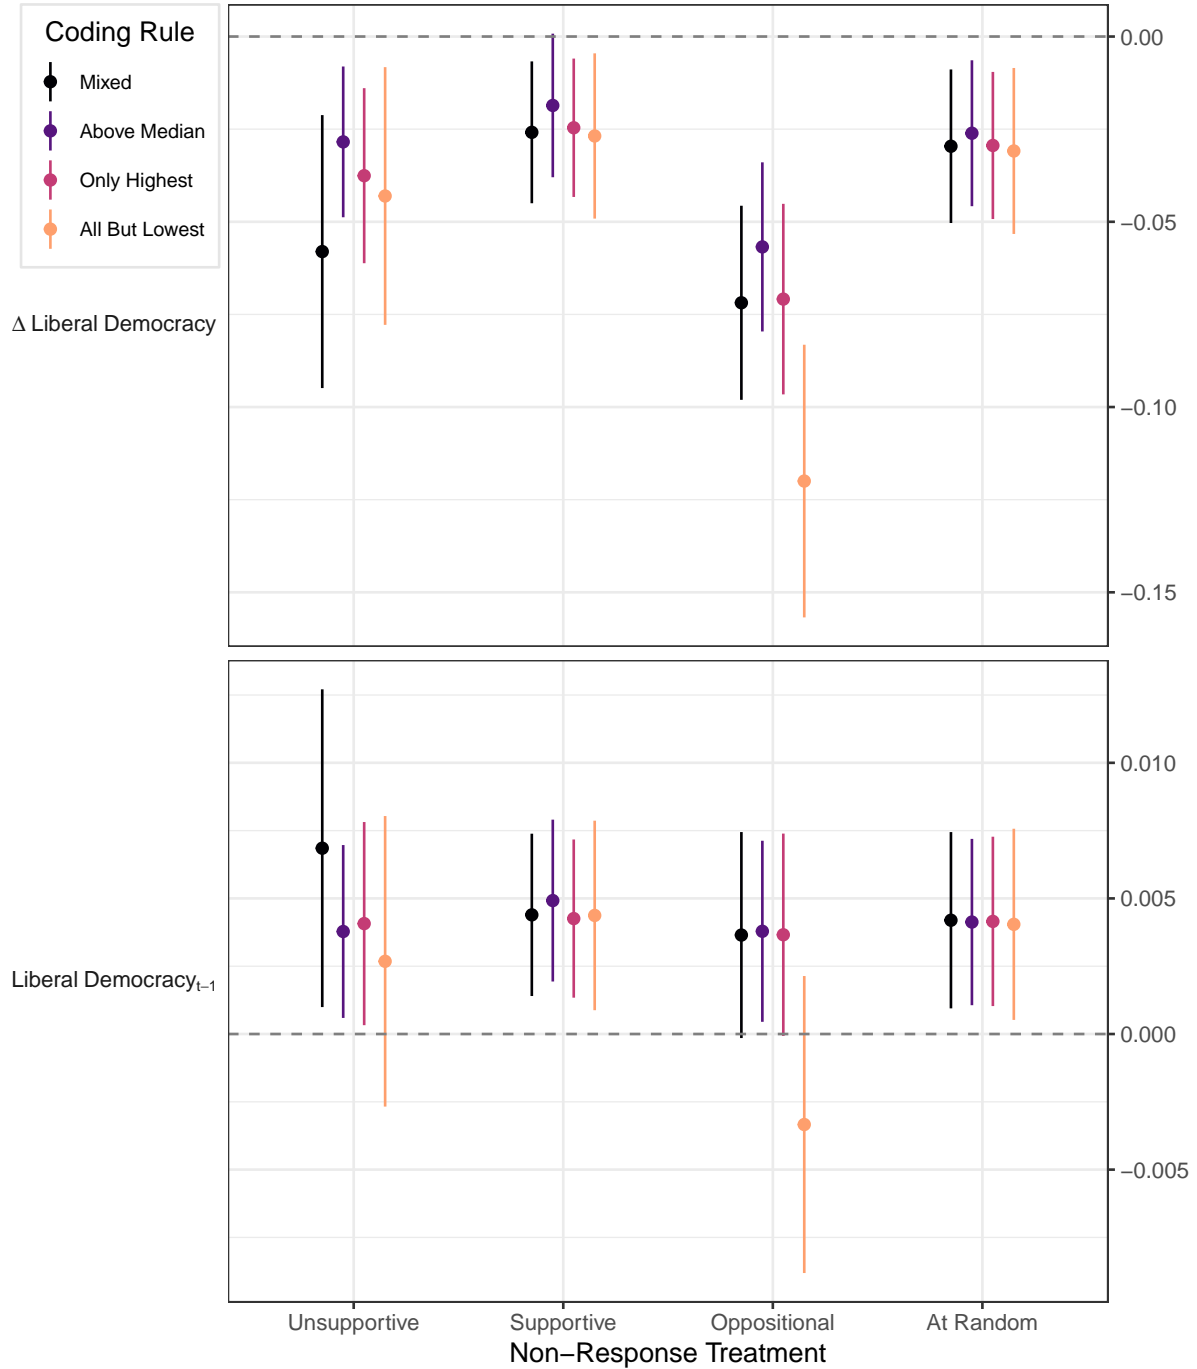 Coding Rule
Mixed
Above Median
Only Highest
All But Lowest
Δ Liberal Democracy
0.00
−0.05
−0.10
−0.15
Liberal Democracyt−1
0.010
0.005
0.000
−0.005
Unsupportive Supportive Oppositional At Random
Non−Response Treatment